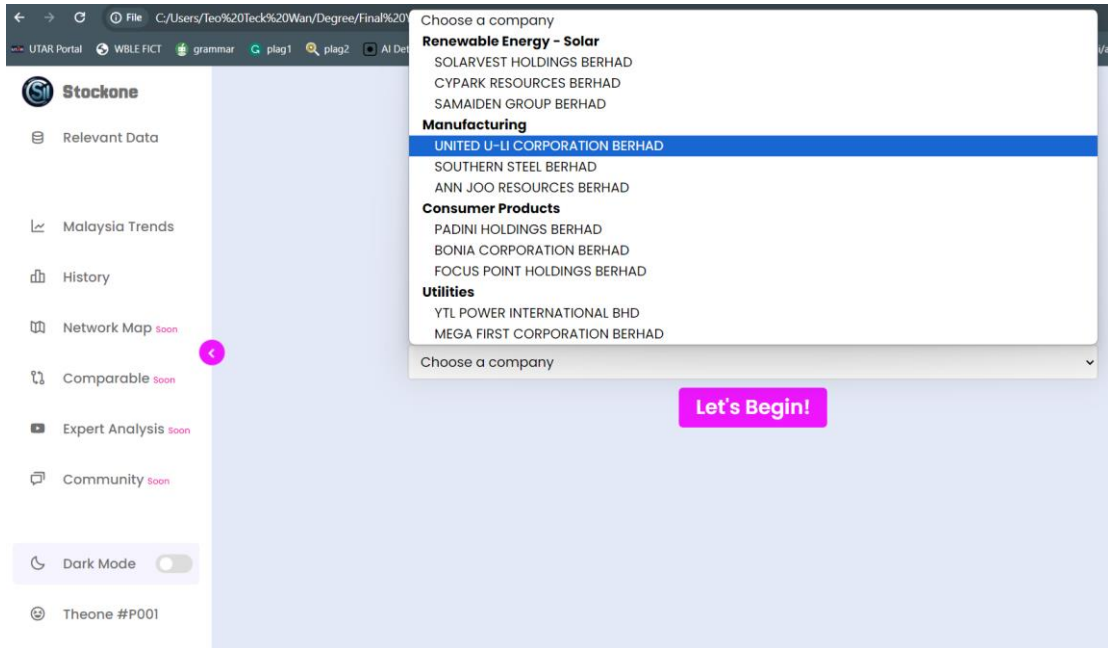 File C:/Users/Teo%20Teck%20Wan/Degree/Final%20
UTAR Portal WBLE FICT grammar plag1 plag2 AI Det
Stockone
Relevant Data
Malaysia Trends
History
Network Map Soon
Comparable Soon
Expert Analysis Soon
Community Soon
Dark Mode
Theone #P001
Choose a company
Renewable Energy - Solar
SOLARVEST HOLDINGS BERHAD
CYPARK RESOURCES BERHAD
SAMAIDEN GROUP BERHAD
Manufacturing
UNITED U-LI CORPORATION BERHAD
SOUTHERN STEEL BERHAD
ANN JOO RESOURCES BERHAD
Consumer Products
PADINI HOLDINGS BERHAD
BONIA CORPORATION BERHAD
FOCUS POINT HOLDINGS BERHAD
Utilities
YTL POWER INTERNATIONAL BHD
MEGA FIRST CORPORATION BERHAD
Choose a company
Let's Begin!